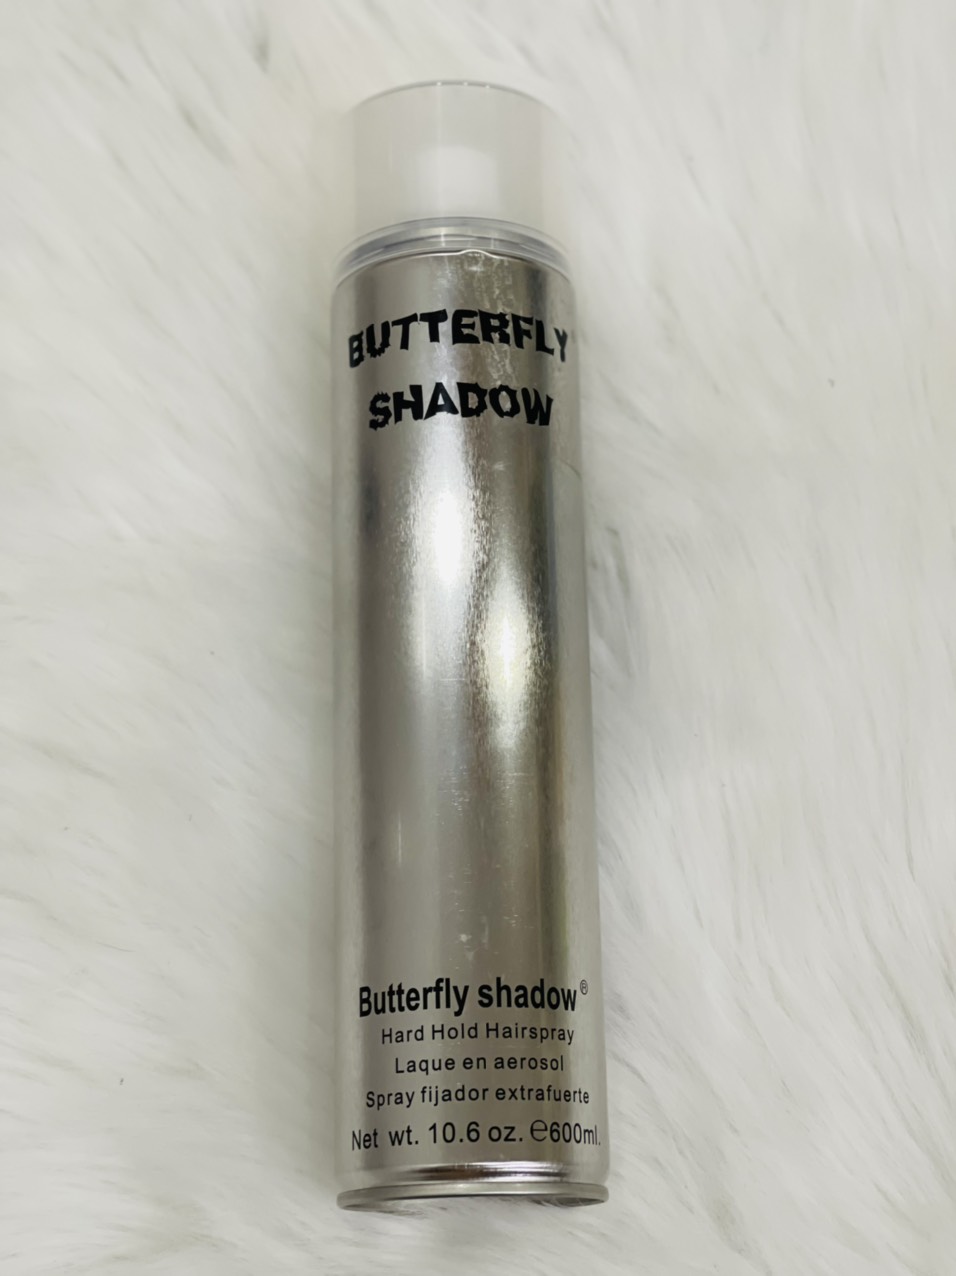 BUTTERFLY
SHADOW
Butterfly shadow®
Hard Hold Hairspray
Laque en aerosol
Spray fijador extrafuerte
Net wt. 10.6 oz. ℮600ml.